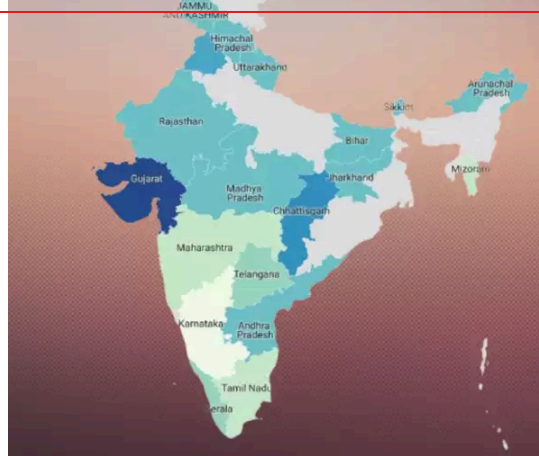 JAMMU
AND KASHMIR
Himachal
Pradesh
Uttarakhand
Arunachal
Pradesh
Sikkim
Rajasthan
Bihar
Jharkhand
Mizoram
Gujarat
Madhya
Pradesh
Chhattisgarh
Maharashtra
Telangana
Karnataka
Andhra
Pradesh
Tamil Nadu
erala